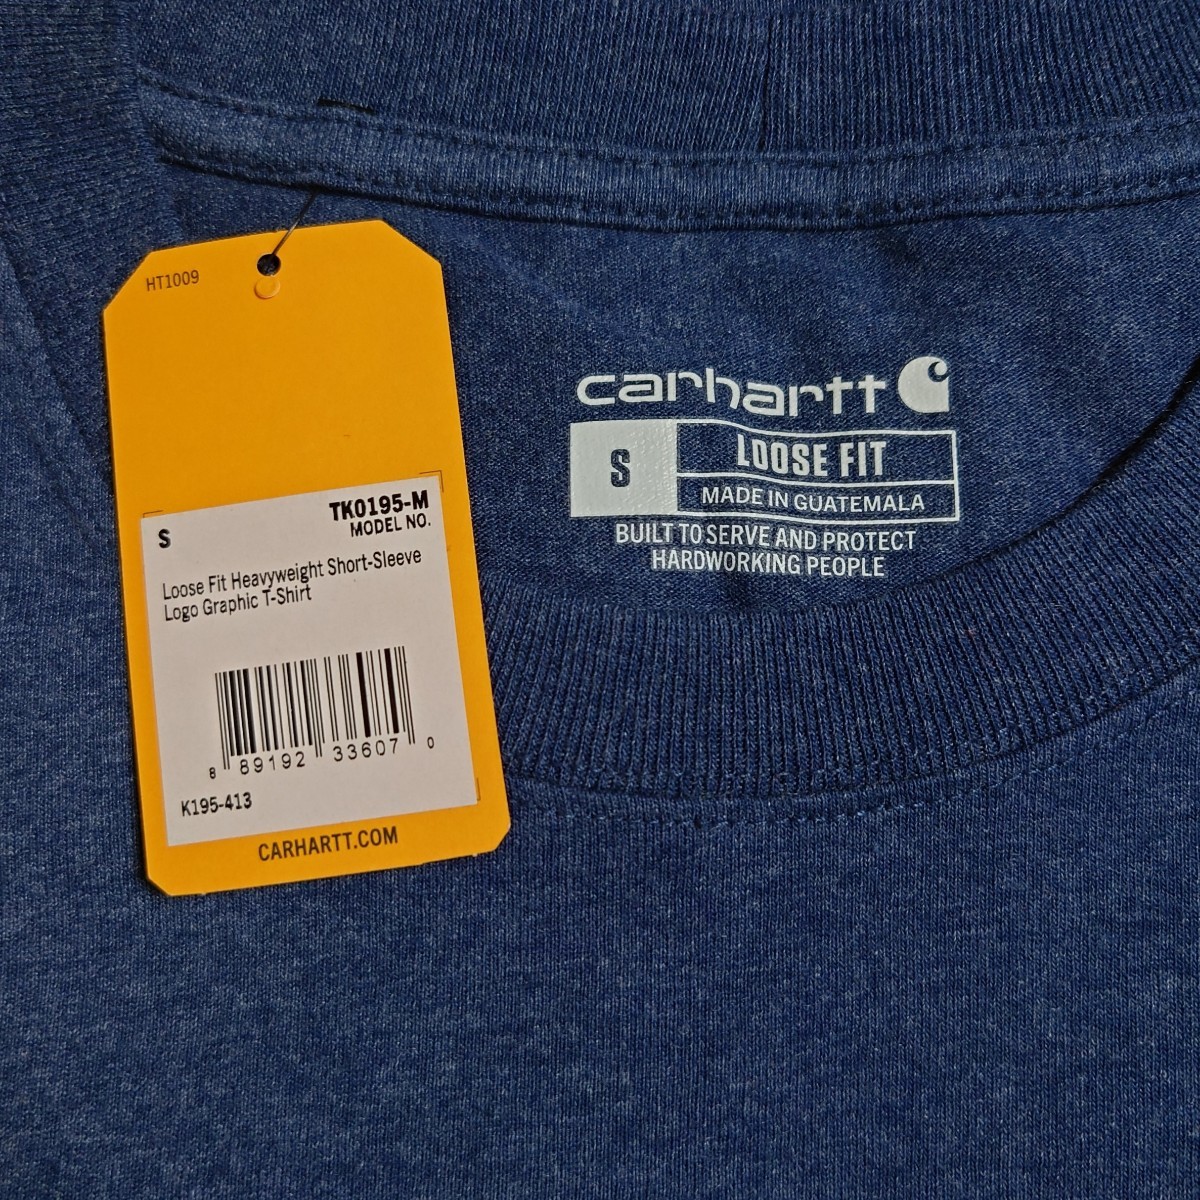 HT1009
S
TK0195-M
MODEL NO.
Loose Fit Heavyweight Short-Sleeve
Logo Graphic T-Shirt
8 89192 33607 0
K195-413
CARHARTT.COM
carhartt
S
LOOSE FIT
MADE IN GUATEMALA
BUILT TO SERVE AND PROTECT
HARDWORKING PEOPLE